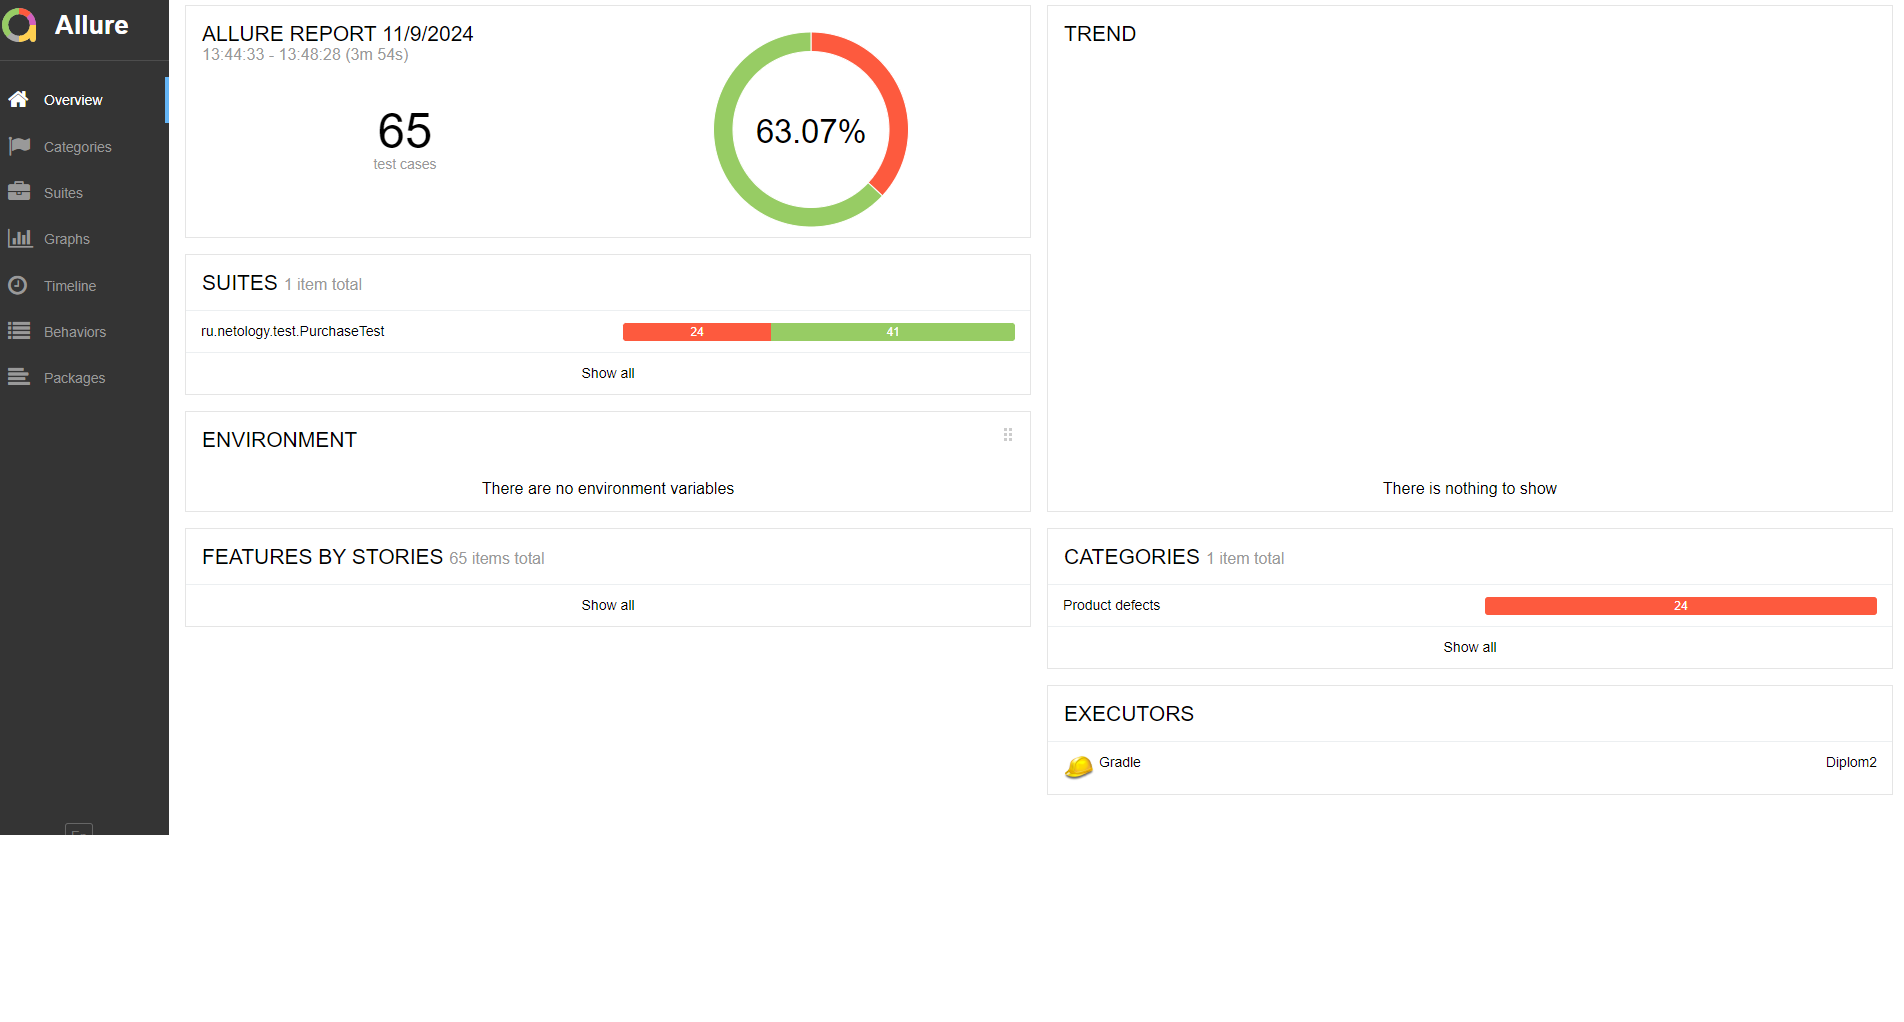 Allure
Overview
Categories
Suites
Graphs
Timeline
Behaviors
Packages
ALLURE REPORT 11/9/2024
13:44:33 - 13:48:28 (3m 54s)
65
test cases
63.07%
SUITES 1 item total
ru.netology.test.PurchaseTest 24 41
Show all
ENVIRONMENT
There are no environment variables
FEATURES BY STORIES 65 items total
Show all
TREND
There is nothing to show
CATEGORIES 1 item total
Product defects 24
Show all
EXECUTORS
Gradle Diplom2